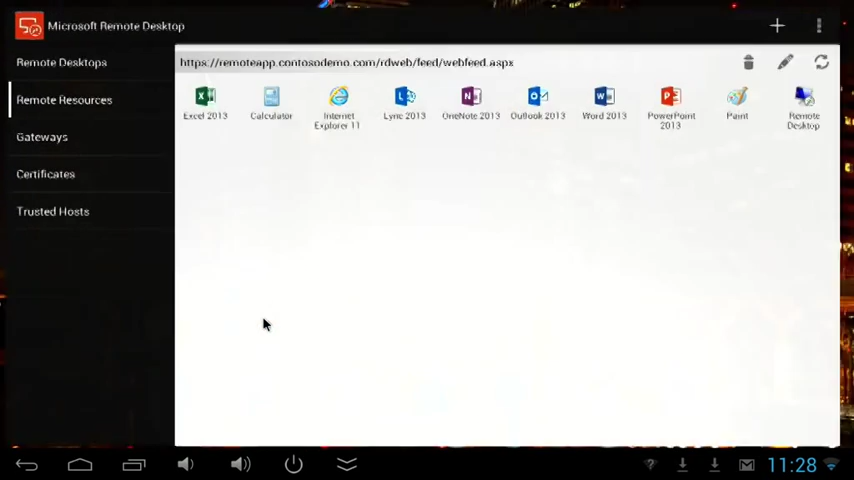 Microsoft Remote Desktop
Remote Desktops
Remote Resources
Gateways
Certificates
Trusted Hosts
https://remoteapp.contosodemo.com/rdweb/feed/webfeed.aspx
Excel 2013
Calculator
Internet
Explorer 11
Lync 2013
OneNote 2013
Outlook 2013
Word 2013
PowerPoint
2013
Paint
Remote
Desktop
11:28